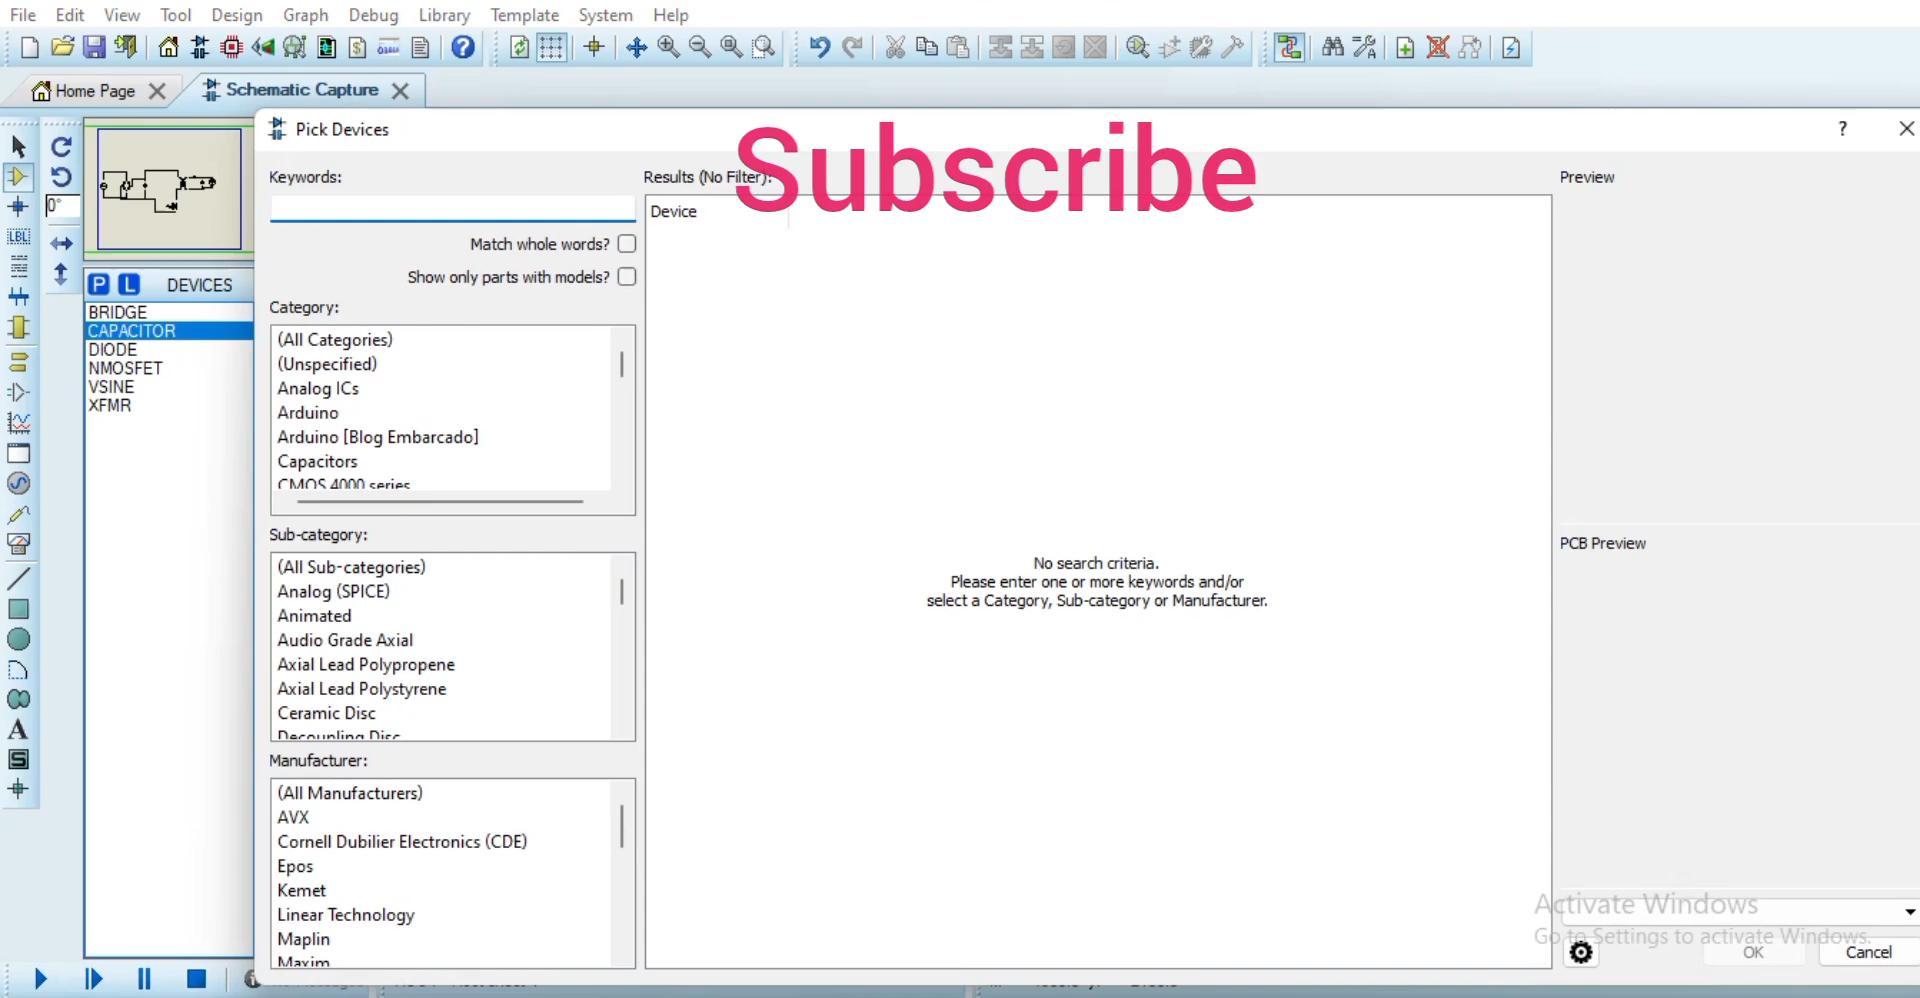 File Edit View Tool Design Graph Debug Library Template System Help
Home Page
Schematic Capture
Pick Devices
?
Subscribe
Keywords:
Results (No Filter):
Preview
0°
Device
LBL
Match whole words?
Show only parts with models?
P L DEVICES
Category:
BRIDGE
CAPACITOR
DIODE
NMOSFET
VSINE
XFMR
(All Categories)
(Unspecified)
Analog ICs
Arduino
Arduino [Blog Embarcado]
Capacitors
CMOS 4000 series
Sub-category:
(All Sub-categories)
Analog (SPICE)
Animated
Audio Grade Axial
Axial Lead Polypropene
Axial Lead Polystyrene
Ceramic Disc
Decoupling Disc
No search criteria.
Please enter one or more keywords and/or
select a Category, Sub-category or Manufacturer.
PCB Preview
Manufacturer:
(All Manufacturers)
AVX
Cornell Dubilier Electronics (CDE)
Epos
Kemet
Linear Technology
Maplin
Maxim
A
S
Activate Windows
Go to Settings to activate Windows.
OK
Cancel